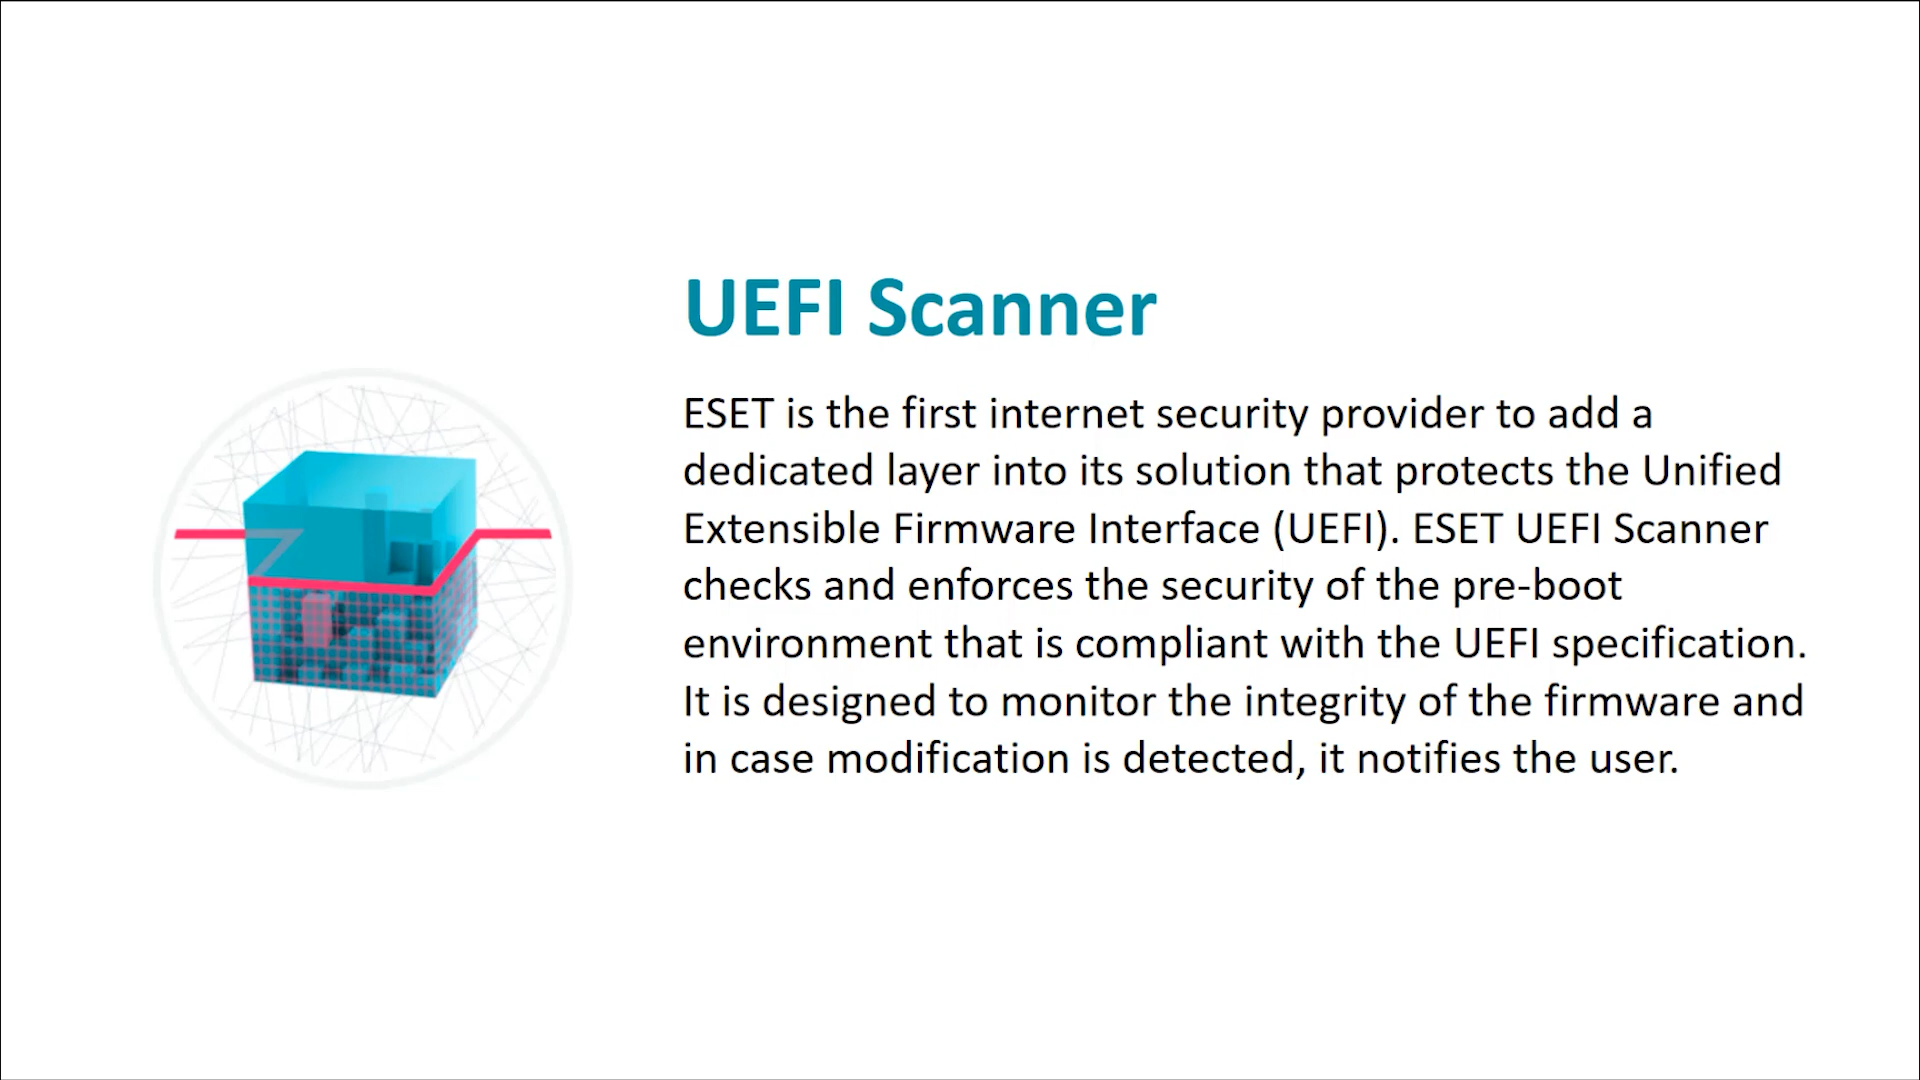 UEFI Scanner
ESET is the first internet security provider to add a
dedicated layer into its solution that protects the Unified
Extensible Firmware Interface (UEFI). ESET UEFI Scanner
checks and enforces the security of the pre-boot
environment that is compliant with the UEFI specification.
It is designed to monitor the integrity of the firmware and
in case modification is detected, it notifies the user.